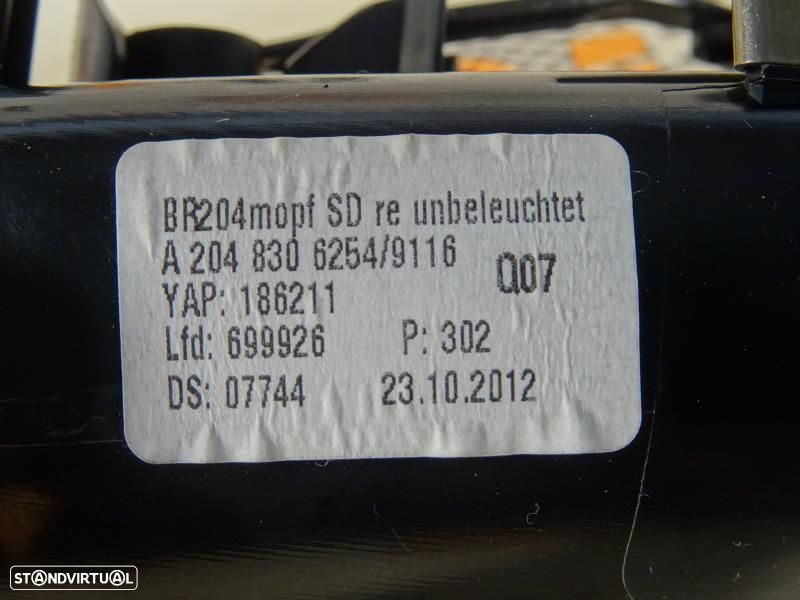 BR204mopf SD re unbeleuchtet
A 204 830 6254/9116
Q07
YAP: 186211
Lfd: 699926 P: 302
DS: 07744 23.10.2012
STANDVIRTUAL